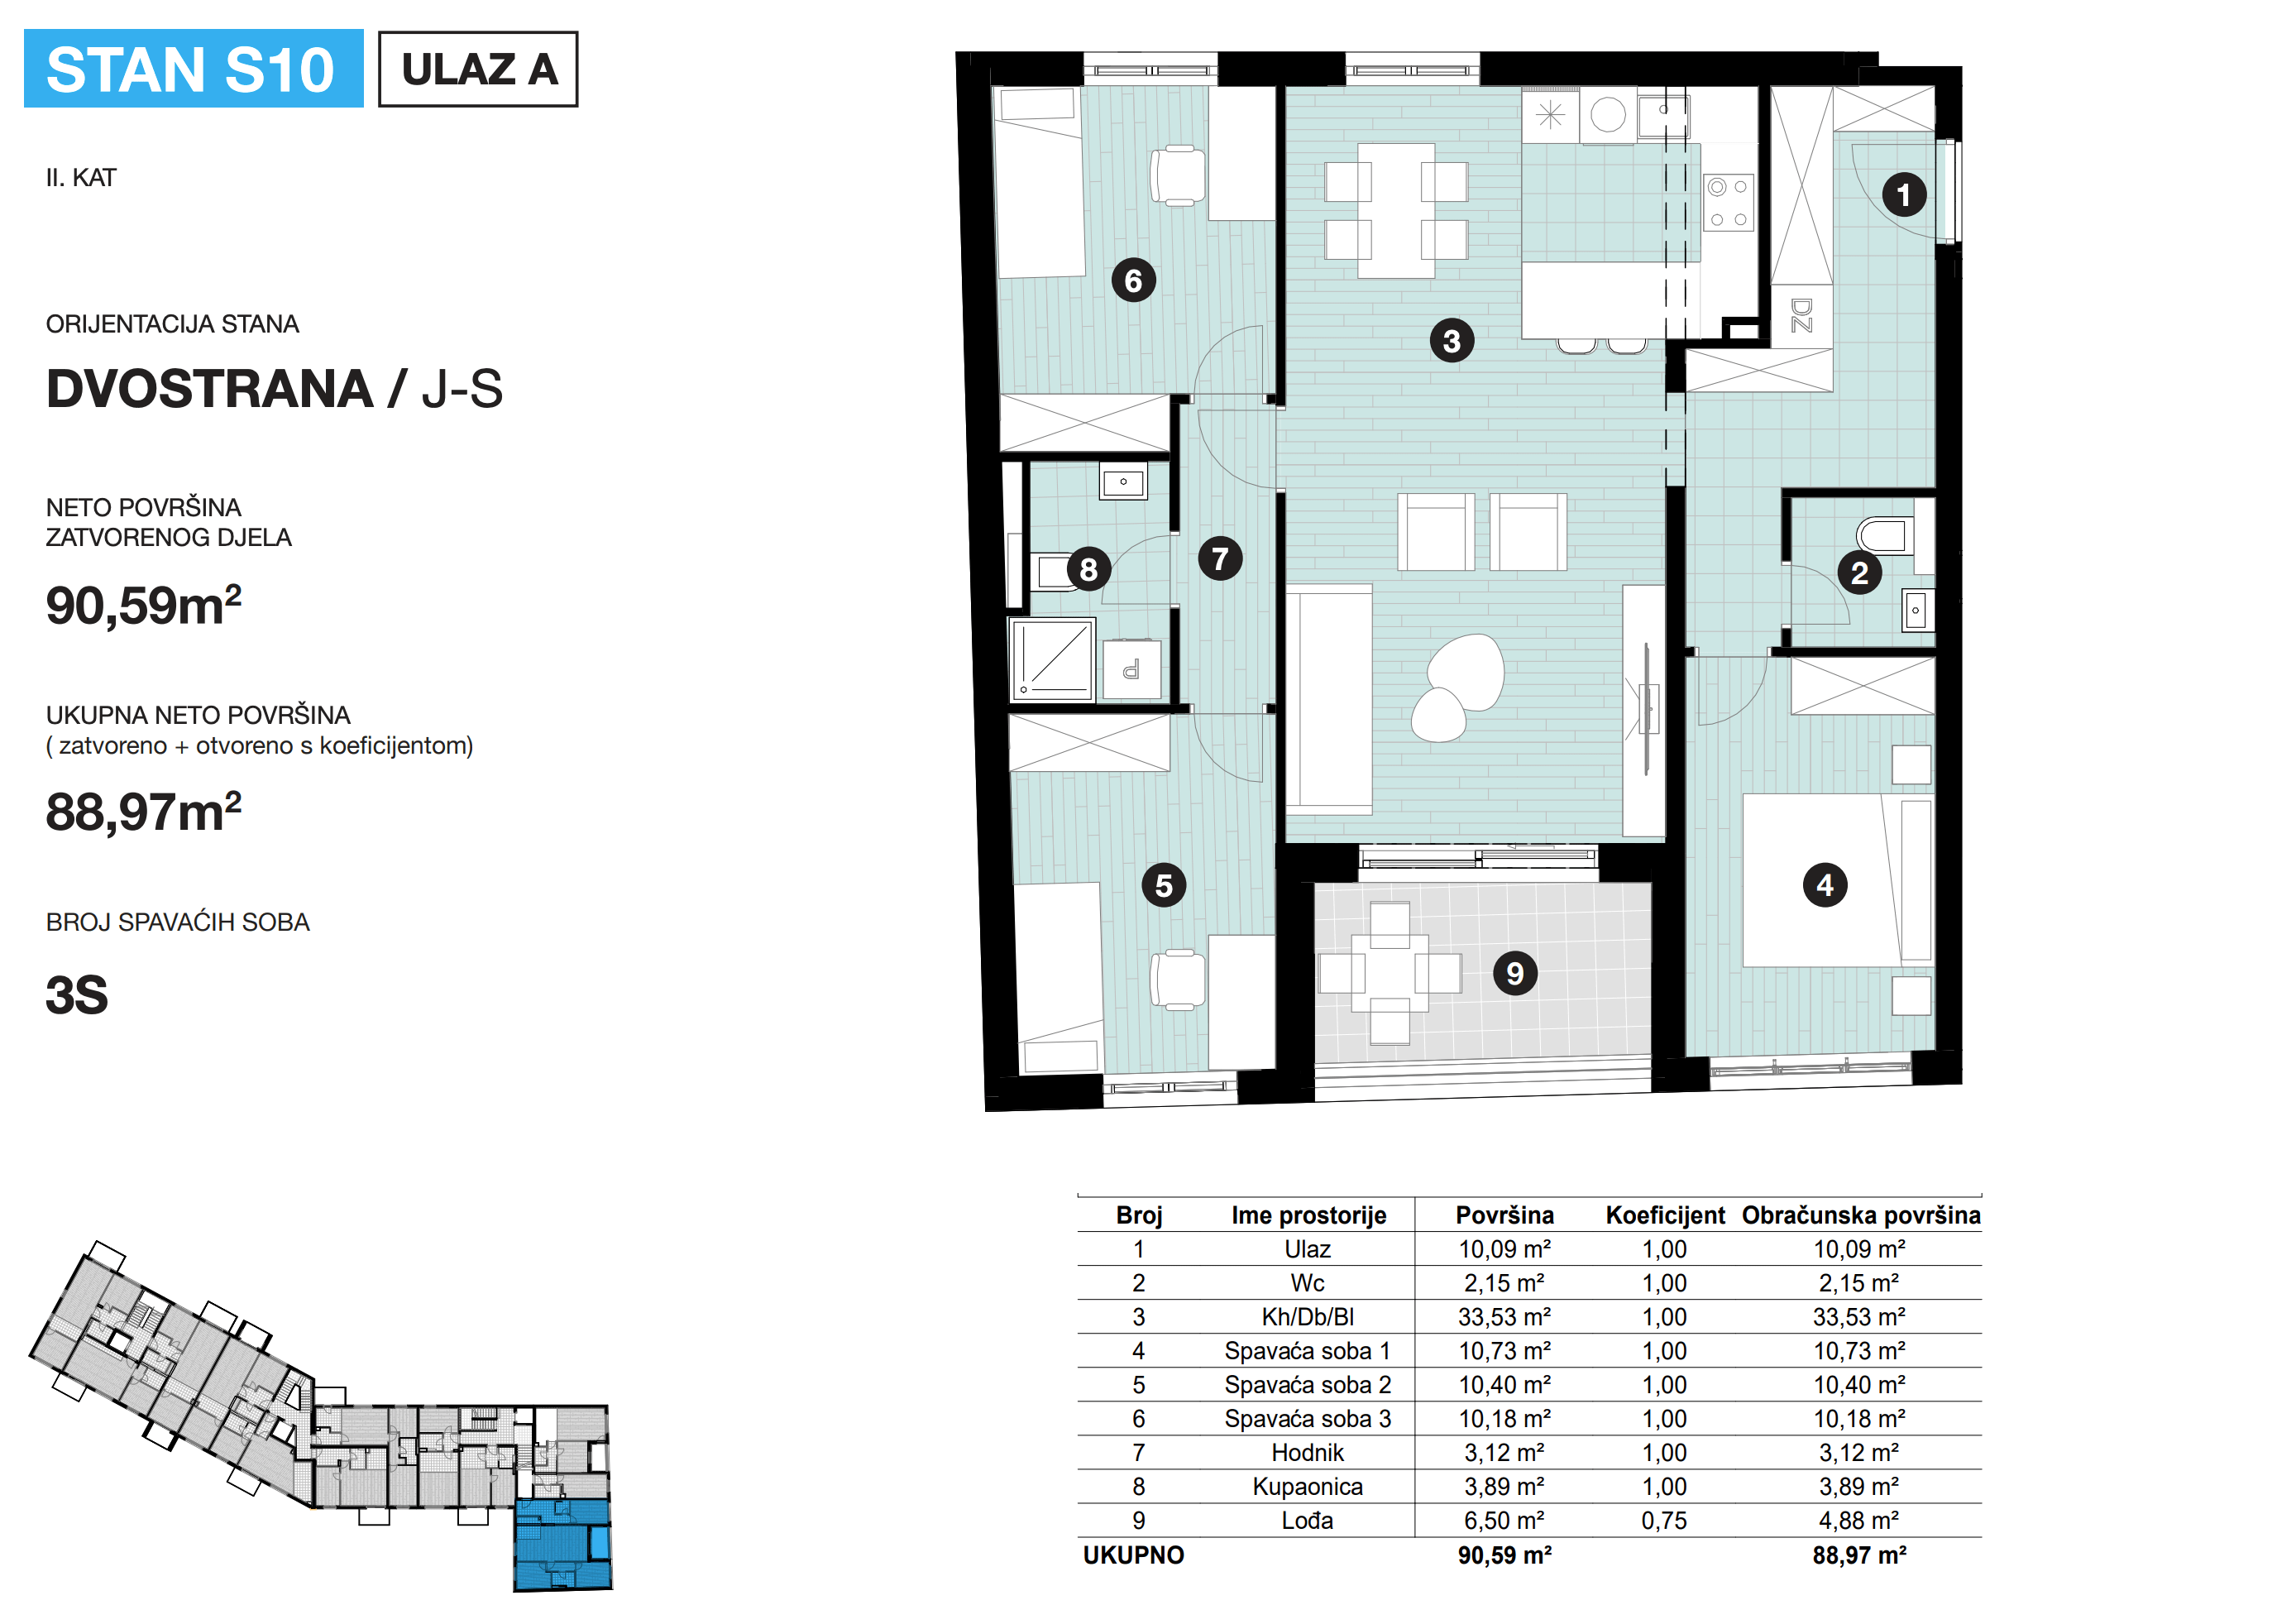 STAN S10
ULAZ A
II. KAT
ORIJENTACIJA STANA
DVOSTRANA / J-S
NETO POVRŠINA
ZATVORENOG DJELA
90,59m²
UKUPNA NETO POVRŠINA
( zatvoreno + otvoreno s koeficijentom)
88,97m²
BROJ SPAVAĆIH SOBA
3S
1
6
DZ
3
7
8
2
P
5
4
9
Broj Ime prostorije Površina Koeficijent Obračunska površina
1 Ulaz 10,09 m² 1,00 10,09 m²
2 Wc 2,15 m² 1,00 2,15 m²
3 Kh/Db/Bl 33,53 m² 1,00 33,53 m²
4 Spavaća soba 1 10,73 m² 1,00 10,73 m²
5 Spavaća soba 2 10,40 m² 1,00 10,40 m²
6 Spavaća soba 3 10,18 m² 1,00 10,18 m²
7 Hodnik 3,12 m² 1,00 3,12 m²
8 Kupaonica 3,89 m² 1,00 3,89 m²
9 Lođa 6,50 m² 0,75 4,88 m²
UKUPNO 90,59 m² 88,97 m²